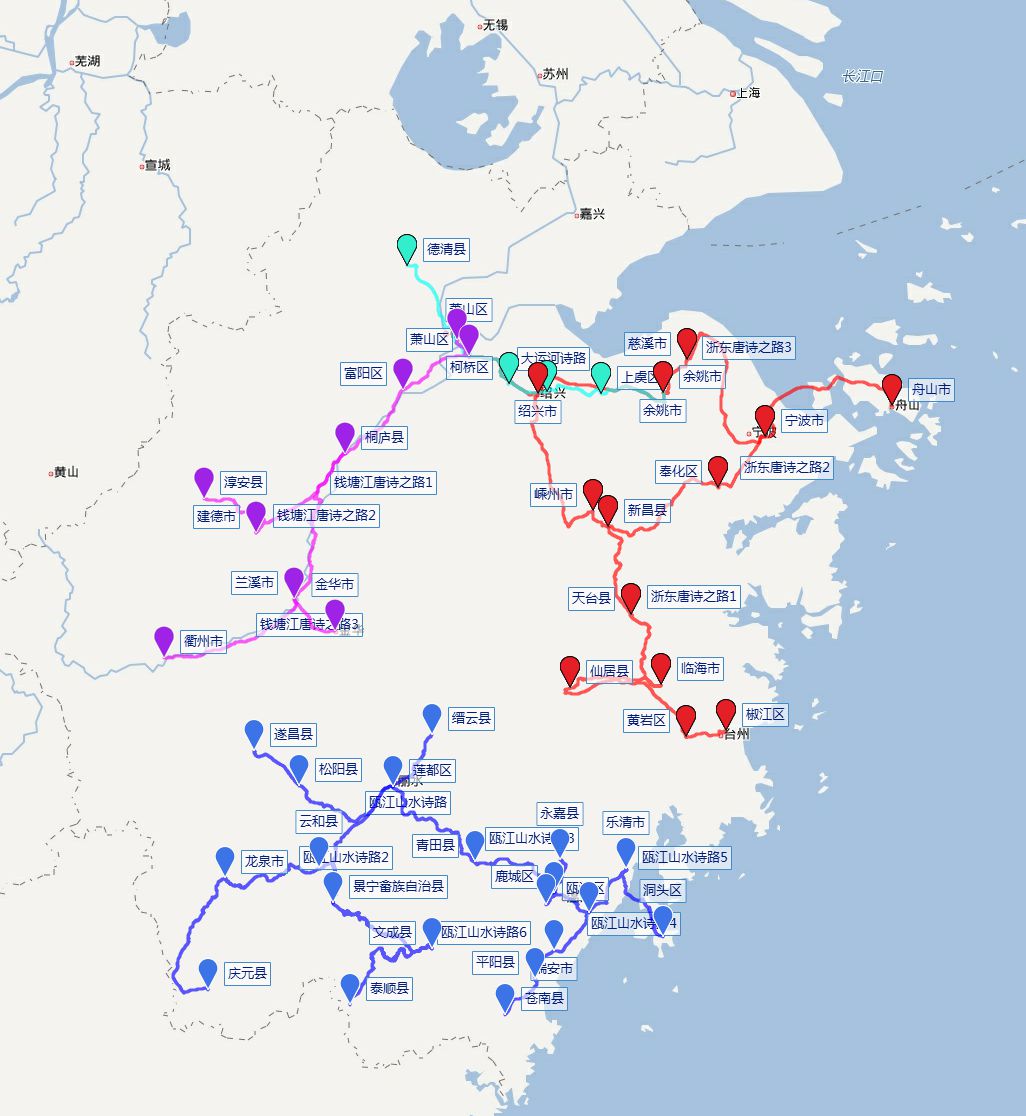 无锡
芜湖
苏州
长江口
上海
宣城
嘉兴
德清县
萧山区
萧山区
慈溪市
浙东唐诗之路3
大运河诗路
柯桥区
富阳区
上虞区
余姚市
舟山市
绍兴
舟山
绍兴市
余姚市
宁波市
宁波
桐庐县
黄山
奉化区
浙东唐诗之路2
淳安县
钱塘江唐诗之路1
嵊州市
新昌县
建德市
钱塘江唐诗之路2
兰溪市
金华市
天台县
浙东唐诗之路1
钱塘江唐诗之路3
金华
衢州市
仙居县
临海市
缙云县
黄岩区
椒江区
台州
遂昌县
松阳县
莲都区
丽水
瓯江山水诗路
云和县
永嘉县
乐清市
青田县
瓯江山水诗路3
瓯江山水诗路2
瓯江山水诗路5
龙泉市
鹿城区
景宁畲族自治县
洞头区
瓯江山水诗路4
文成县
瓯江山水诗路6
平阳县
瑞安市
庆元县
泰顺县
苍南县